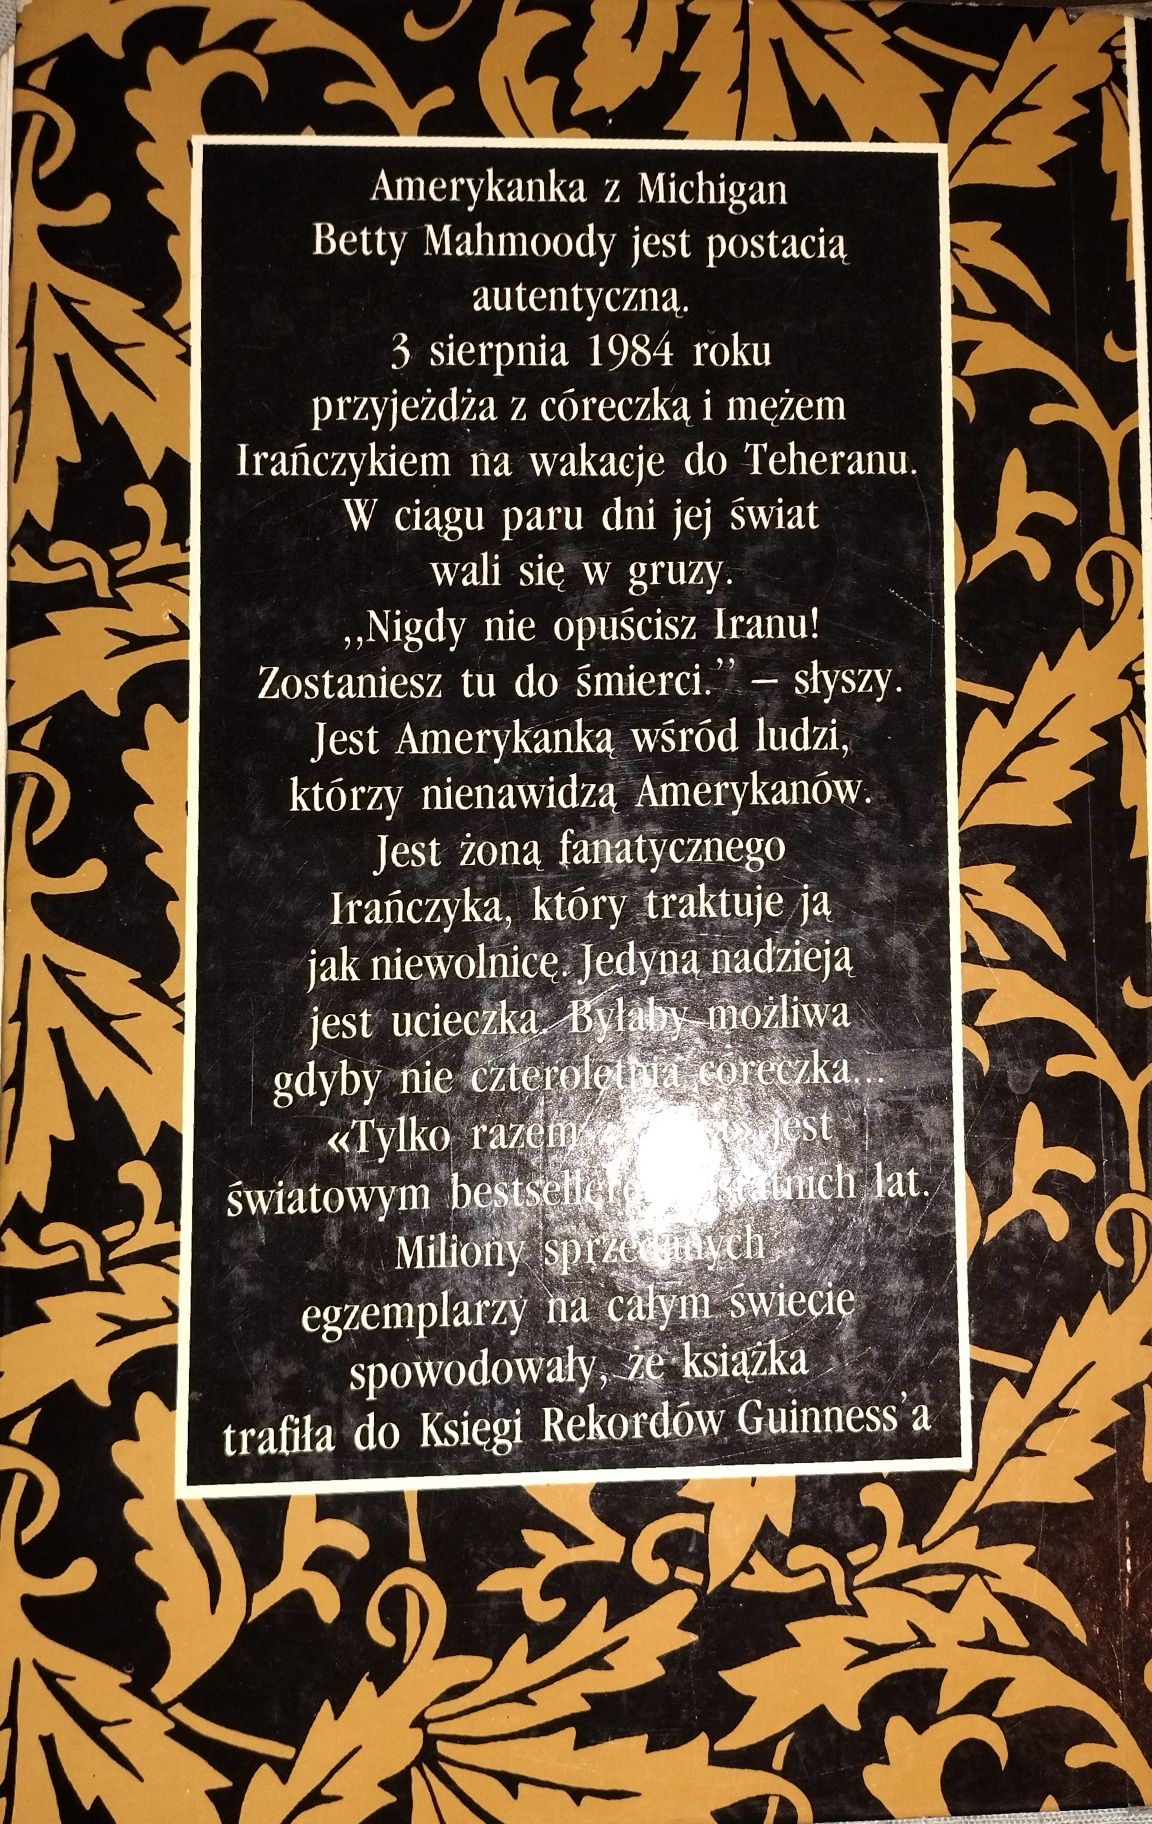 Amerykanka z Michigan
Betty Mahmoody jest postacią
autentyczną.
3 sierpnia 1984 roku
przyjeżdża z córeczką i mężem
Irańczykiem na wakacje do Teheranu.
W ciągu paru dni jej świat
wali się w gruzy.
,,Nigdy nie opuścisz Iranu!
Zostaniesz tu do śmierci.” – słyszy.
Jest Amerykanką wśród ludzi,
którzy nienawidzą Amerykanów.
Jest żoną fanatycznego
Irańczyka, który traktuje ją
jak niewolnicę. Jedyną nadzieją
jest ucieczka. Byłaby możliwa
gdyby nie czteroletnia córeczka...
«Tylko razem jest
światowym lat.
Miliony sprzedanych
egzemplarzy na całym świecie
spowodowały, że książka
trafiła do Księgi Rekordów Guinness'a